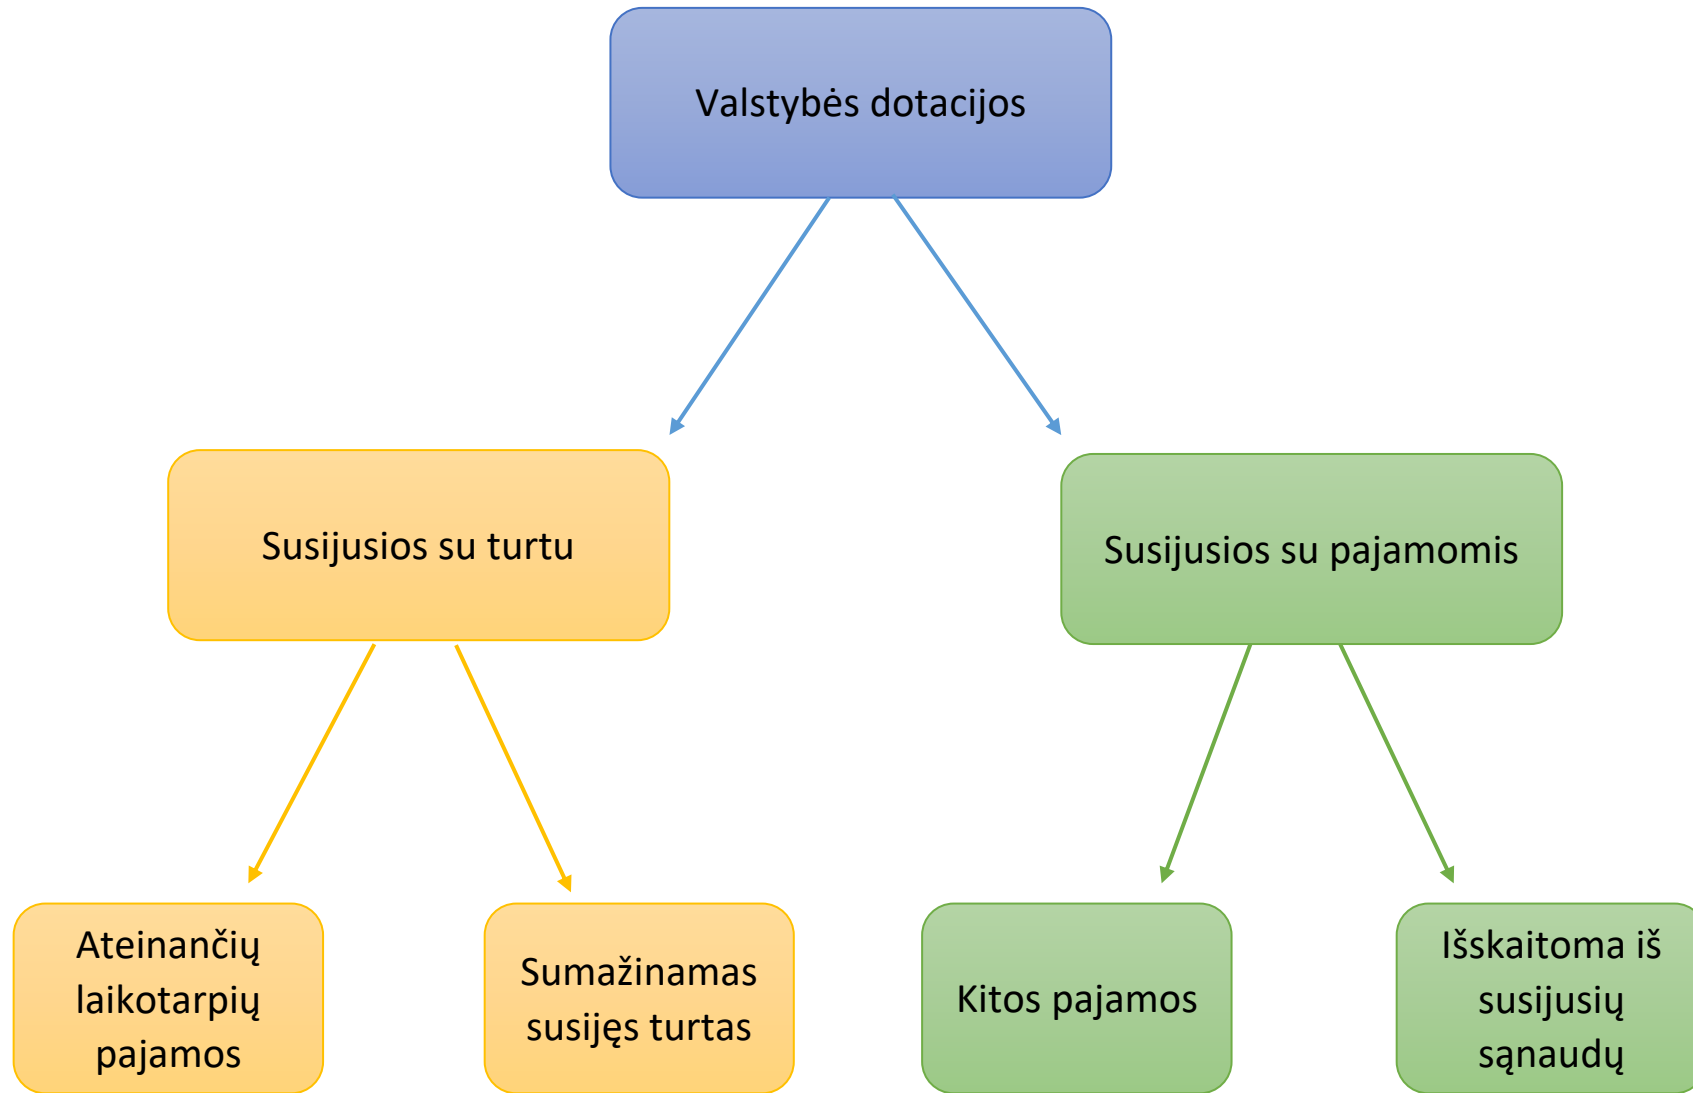 Valstybės dotacijos
Susijusios su turtu
Susijusios su pajamomis
Ateinančių
laikotarpių
pajamos
Sumažinamas
susijęs turtas
Kitos pajamos
Išskaitoma iš
susijusių
sąnaudų